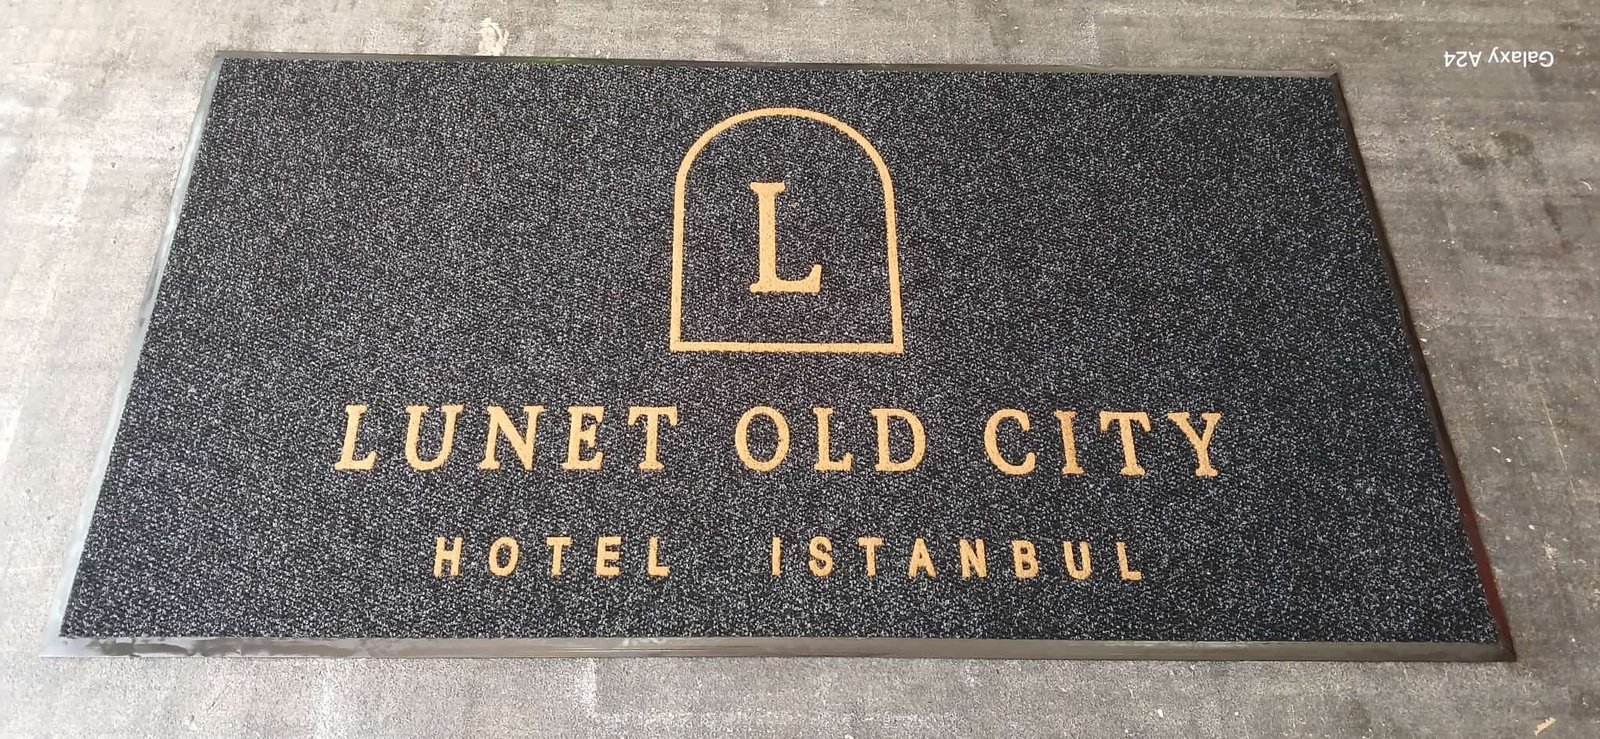 L
LUNET OLD CITY
HOTEL ISTANBUL
Galaxy A24